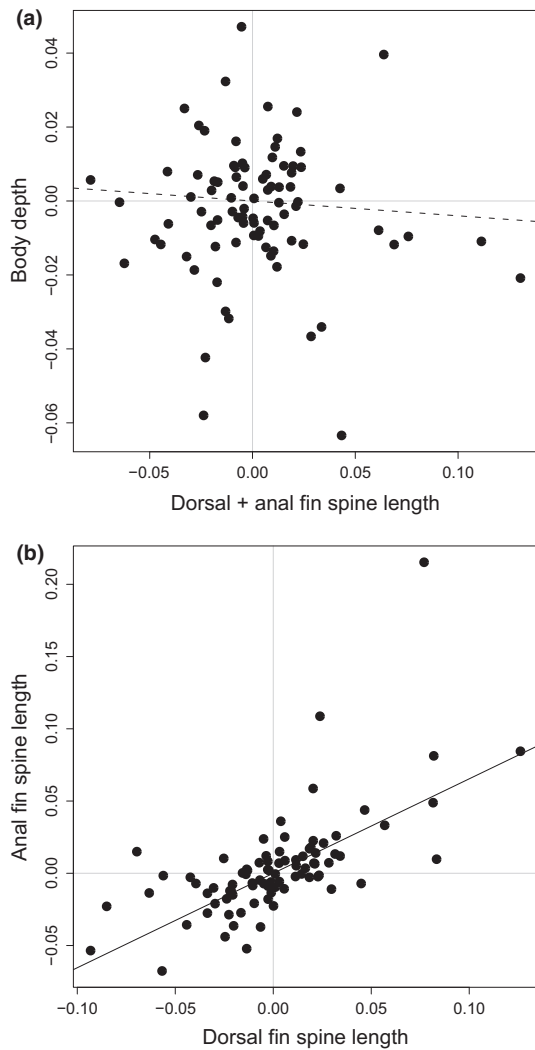 (a)
Body depth
0.04
0.02
0.00
−0.02
−0.04
−0.06
−0.05 0.00 0.05 0.10
Dorsal + anal fin spine length
(b)
Anal fin spine length
0.20
0.15
0.10
0.05
0.00
−0.05
−0.10 −0.05 0.00 0.05 0.10
Dorsal fin spine length